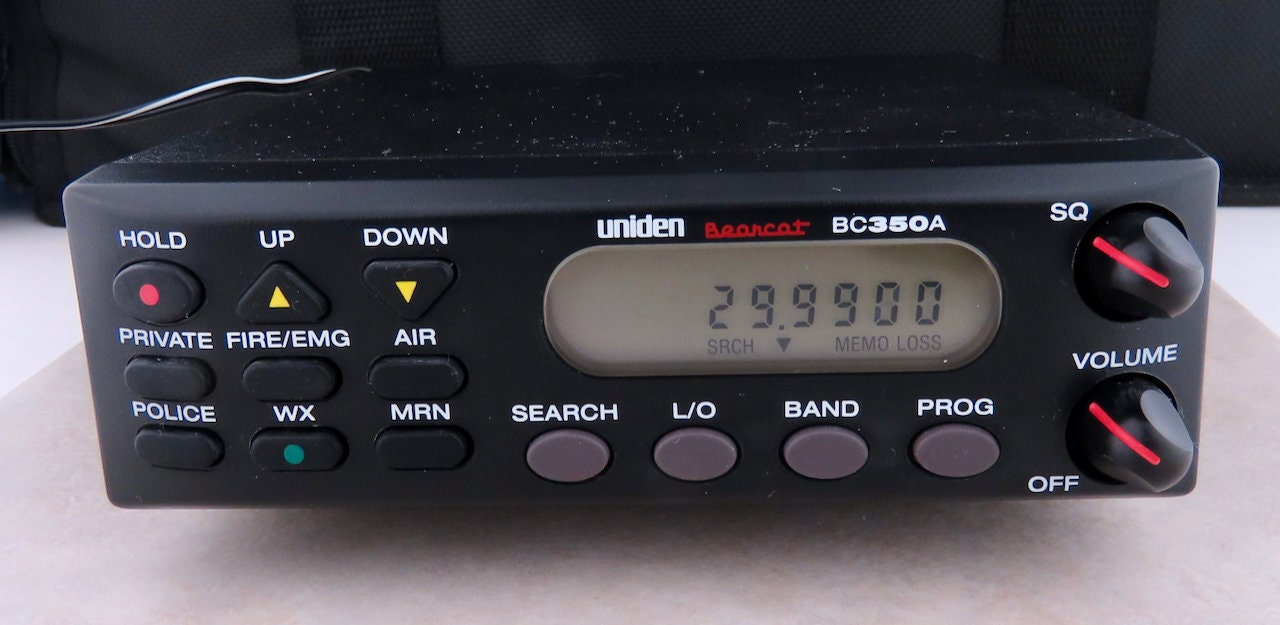 uniden Bearcat BC350A
SQ
HOLD UP DOWN
29.9900
SRCH ▼ MEMO LOSS
PRIVATE FIRE/EMG AIR
VOLUME
POLICE WX MRN
SEARCH L/O BAND PROG
OFF